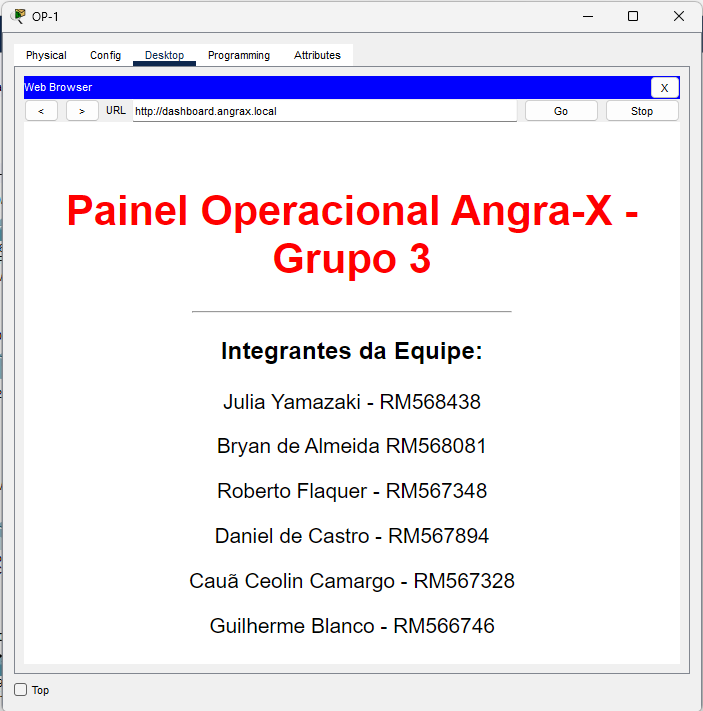 OP-1
Physical Config Desktop Programming Attributes
Web Browser X
< > URL http://dashboard.angrax.local Go Stop
Painel Operacional Angra-X -
Grupo 3
Integrantes da Equipe:
Julia Yamazaki - RM568438
Bryan de Almeida RM568081
Roberto Flaquer - RM567348
Daniel de Castro - RM567894
Cauã Ceolin Camargo - RM567328
Guilherme Blanco - RM566746
Top